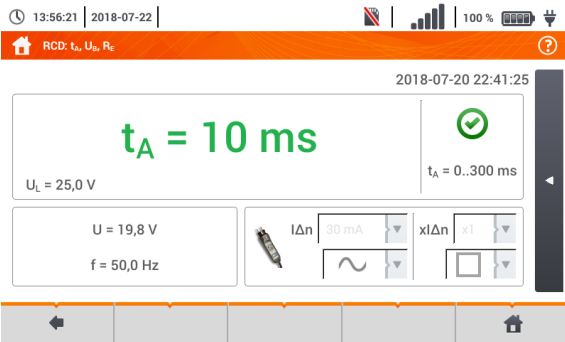 13:56:21 2018-07-22 100 %
RCD: tA, UB, RE ?
2018-07-20 22:41:25
tA = 10 ms
tA = 0..300 ms
UL = 25,0 V
U = 19,8 V
f = 50,0 Hz
IΔn 30 mA xIΔn x1